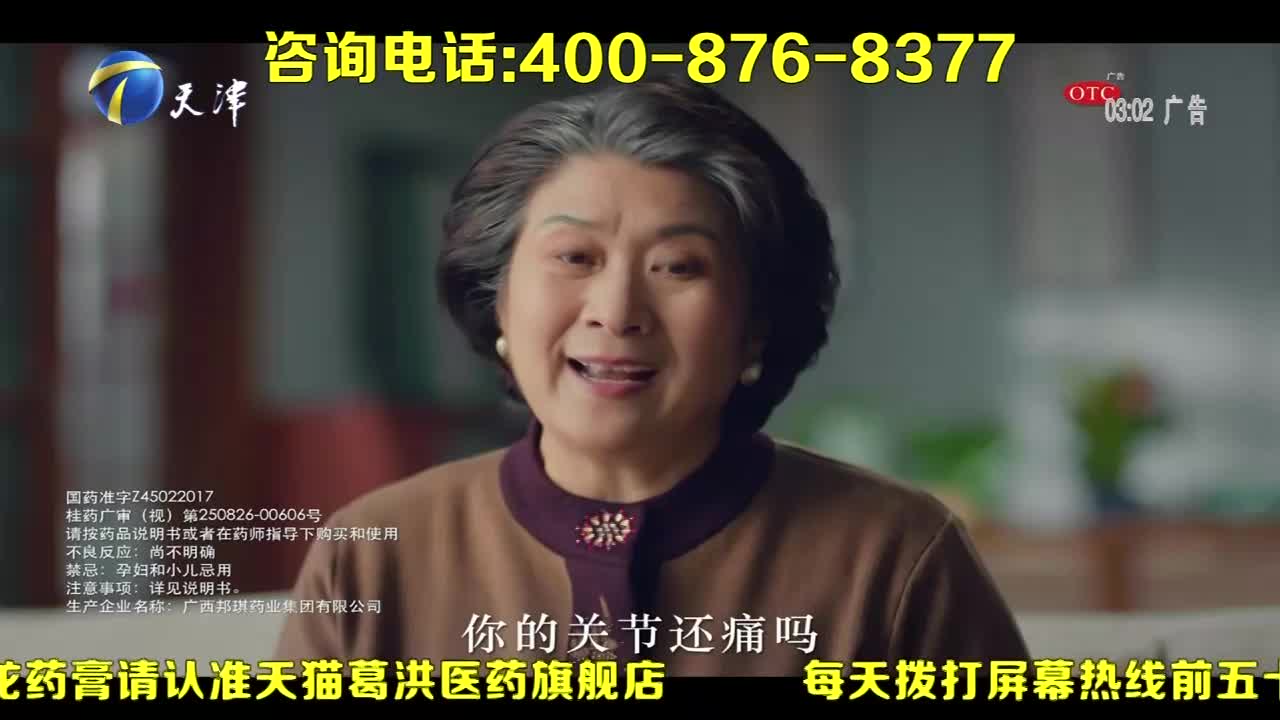 咨询电话:400-876-8377
天津
广告
OTC
03:02 广告
国药准字Z45022017
桂药广审（视）第250826-00606号
请按药品说明书或者在药师指导下购买和使用
不良反应：尚不明确
禁忌：孕妇和小儿忌用
注意事项：详见说明书。
生产企业名称：广西邦琪药业集团有限公司
你的关节还痛吗
龙药膏请认准天猫葛洪医药旗舰店 每天拨打屏幕热线前五十